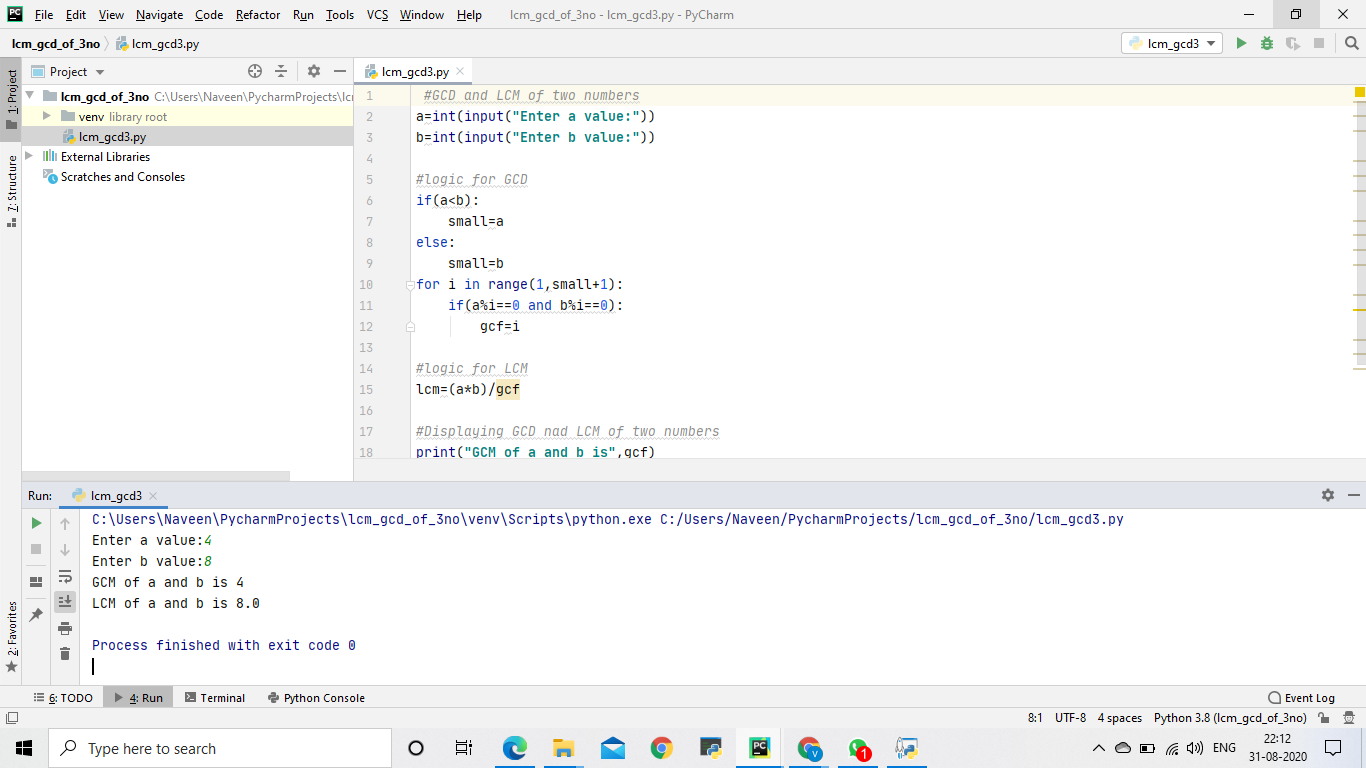 File Edit View Navigate Code Refactor Run Tools VCS Window Help lcm_gcd_of_3no - lcm_gcd3.py - PyCharm
lcm_gcd_of_3no lcm_gcd3.py lcm_gcd3
1: Project
7: Structure
2: Favorites
Project
lcm_gcd_of_3no C:\Users\Naveen\PycharmProjects\lc
venv library root
lcm_gcd3.py
External Libraries
Scratches and Consoles
lcm_gcd3.py
1 #GCD and LCM of two numbers
2 a=int(input("Enter a value:"))
3 b=int(input("Enter b value:"))
4
5 #logic for GCD
6 if(a<b):
7 small=a
8 else:
9 small=b
10 for i in range(1,small+1):
11 if(a%i==0 and b%i==0):
12 gcf=i
13
14 #logic for LCM
15 lcm=(a*b)/gcf
16
17 #Displaying GCD nad LCM of two numbers
18 print("GCM of a and b is",gcf)
Run: lcm_gcd3
C:\Users\Naveen\PycharmProjects\lcm_gcd_of_3no\venv\Scripts\python.exe C:/Users/Naveen/PycharmProjects/lcm_gcd_of_3no/lcm_gcd3.py
Enter a value:4
Enter b value:8
GCM of a and b is 4
LCM of a and b is 8.0
Process finished with exit code 0
6: TODO 4: Run Terminal Python Console Event Log
8:1 UTF-8 4 spaces Python 3.8 (lcm_gcd_of_3no)
Type here to search PC V 1 ENG 22:12
31-08-2020